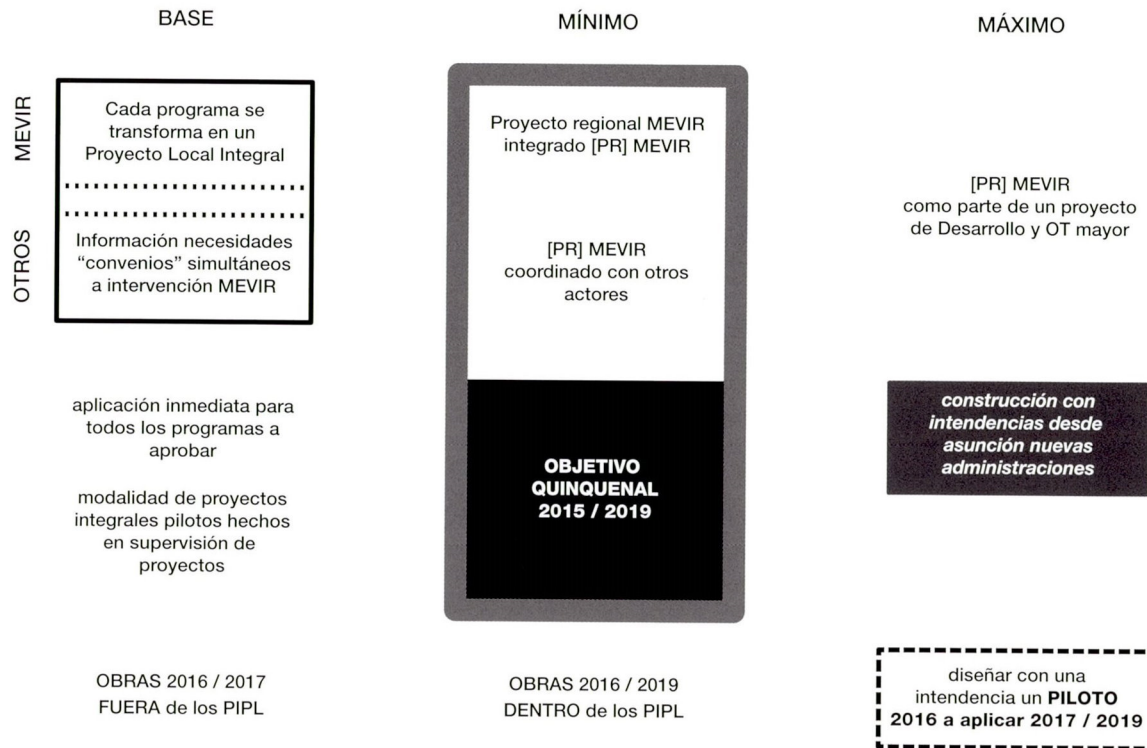 BASE
MEVIR
OTROS
Cada programa se
transforma en un
Proyecto Local Integral
Información necesidades
“convenios” simultáneos
a intervención MEVIR
aplicación inmediata para
todos los programas a
aprobar
modalidad de proyectos
integrales pilotos hechos
en supervisión de
proyectos
OBRAS 2016 / 2017
FUERA de los PIPL
MÍNIMO
Proyecto regional MEVIR
integrado [PR] MEVIR
[PR] MEVIR
coordinado con otros
actores
OBJETIVO
QUINQUENAL
2015 / 2019
OBRAS 2016 / 2019
DENTRO de los PIPL
MÁXIMO
[PR] MEVIR
como parte de un proyecto
de Desarrollo y OT mayor
construcción con
intendencias desde
asunción nuevas
administraciones
diseñar con una
intendencia un PILOTO
2016 a aplicar 2017 / 2019